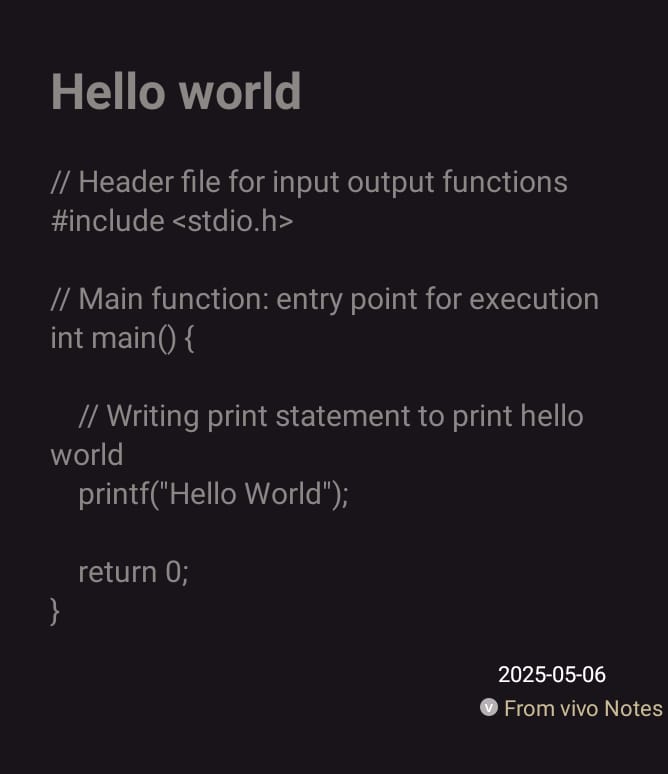 Hello world
// Header file for input output functions
#include <stdio.h>
// Main function: entry point for execution
int main() {
// Writing print statement to print hello
world
printf("Hello World");
return 0;
}
2025-05-06
v From vivo Notes